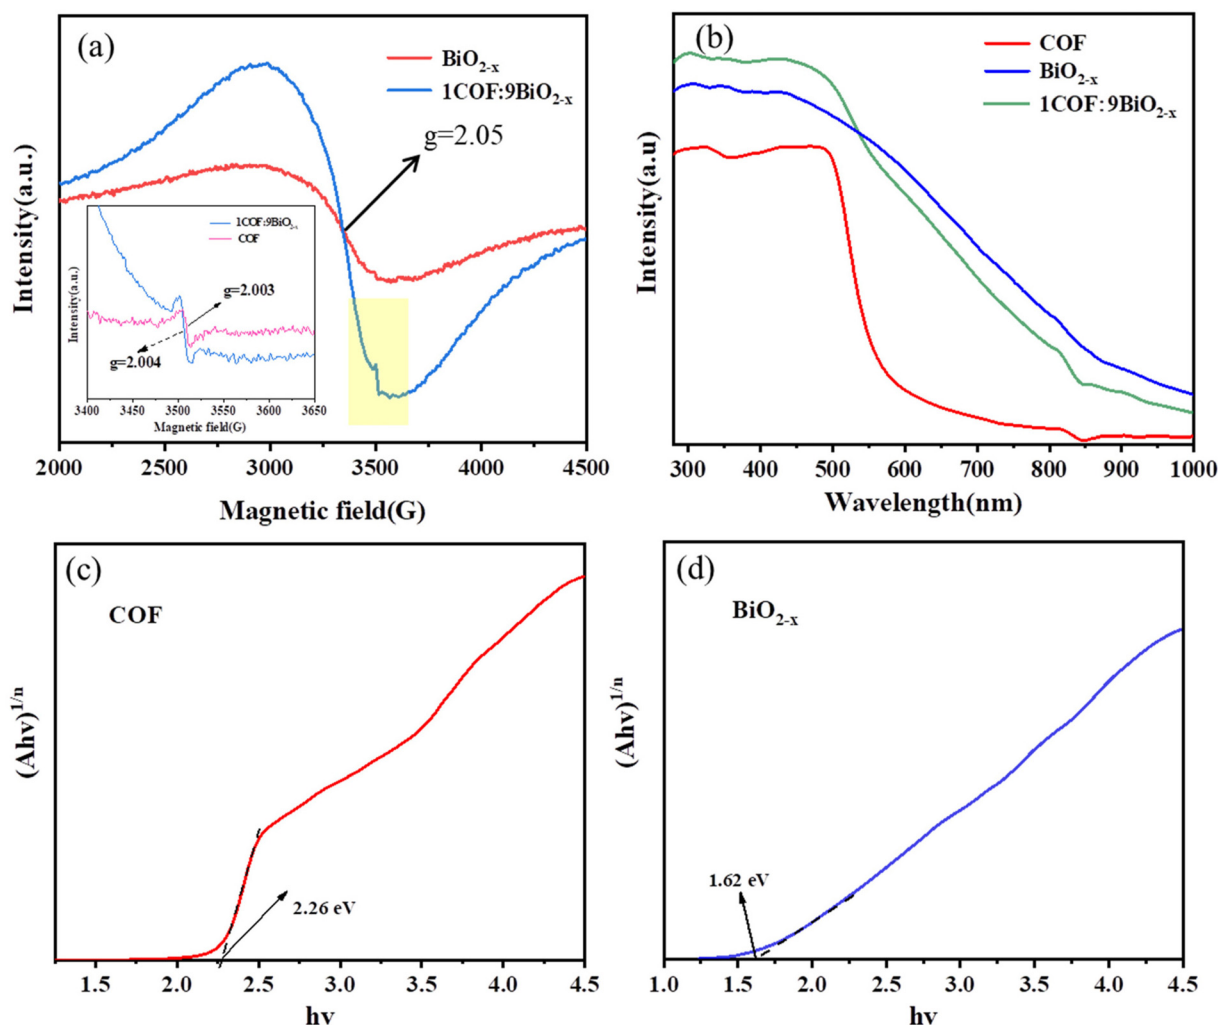 (a)
BiO2-x
1COF:9BiO2-x
g=2.05
Intensity(a.u.)
1COF:9BiO2-x
COF
g=2.003
g=2.004
Intensity(a.u.)
3400 3450 3500 3550 3600 3650
Magnetic field(G)
2000 2500 3000 3500 4000 4500
Magnetic field(G)
(b)
COF
BiO2-x
1COF:9BiO2-x
Intensity(a.u)
300 400 500 600 700 800 900 1000
Wavelength(nm)
(c)
COF
(Ahv)1/n
2.26 eV
1.5 2.0 2.5 3.0 3.5 4.0 4.5
hv
(d)
BiO2-x
(Ahv)1/n
1.62 eV
1.0 1.5 2.0 2.5 3.0 3.5 4.0 4.5
hv